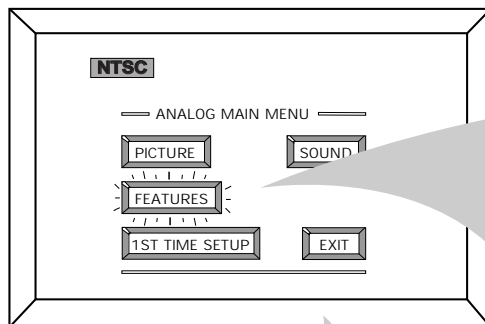 NTSC
ANALOG MAIN MENU
PICTURE SOUND
FEATURES
1ST TIME SETUP EXIT